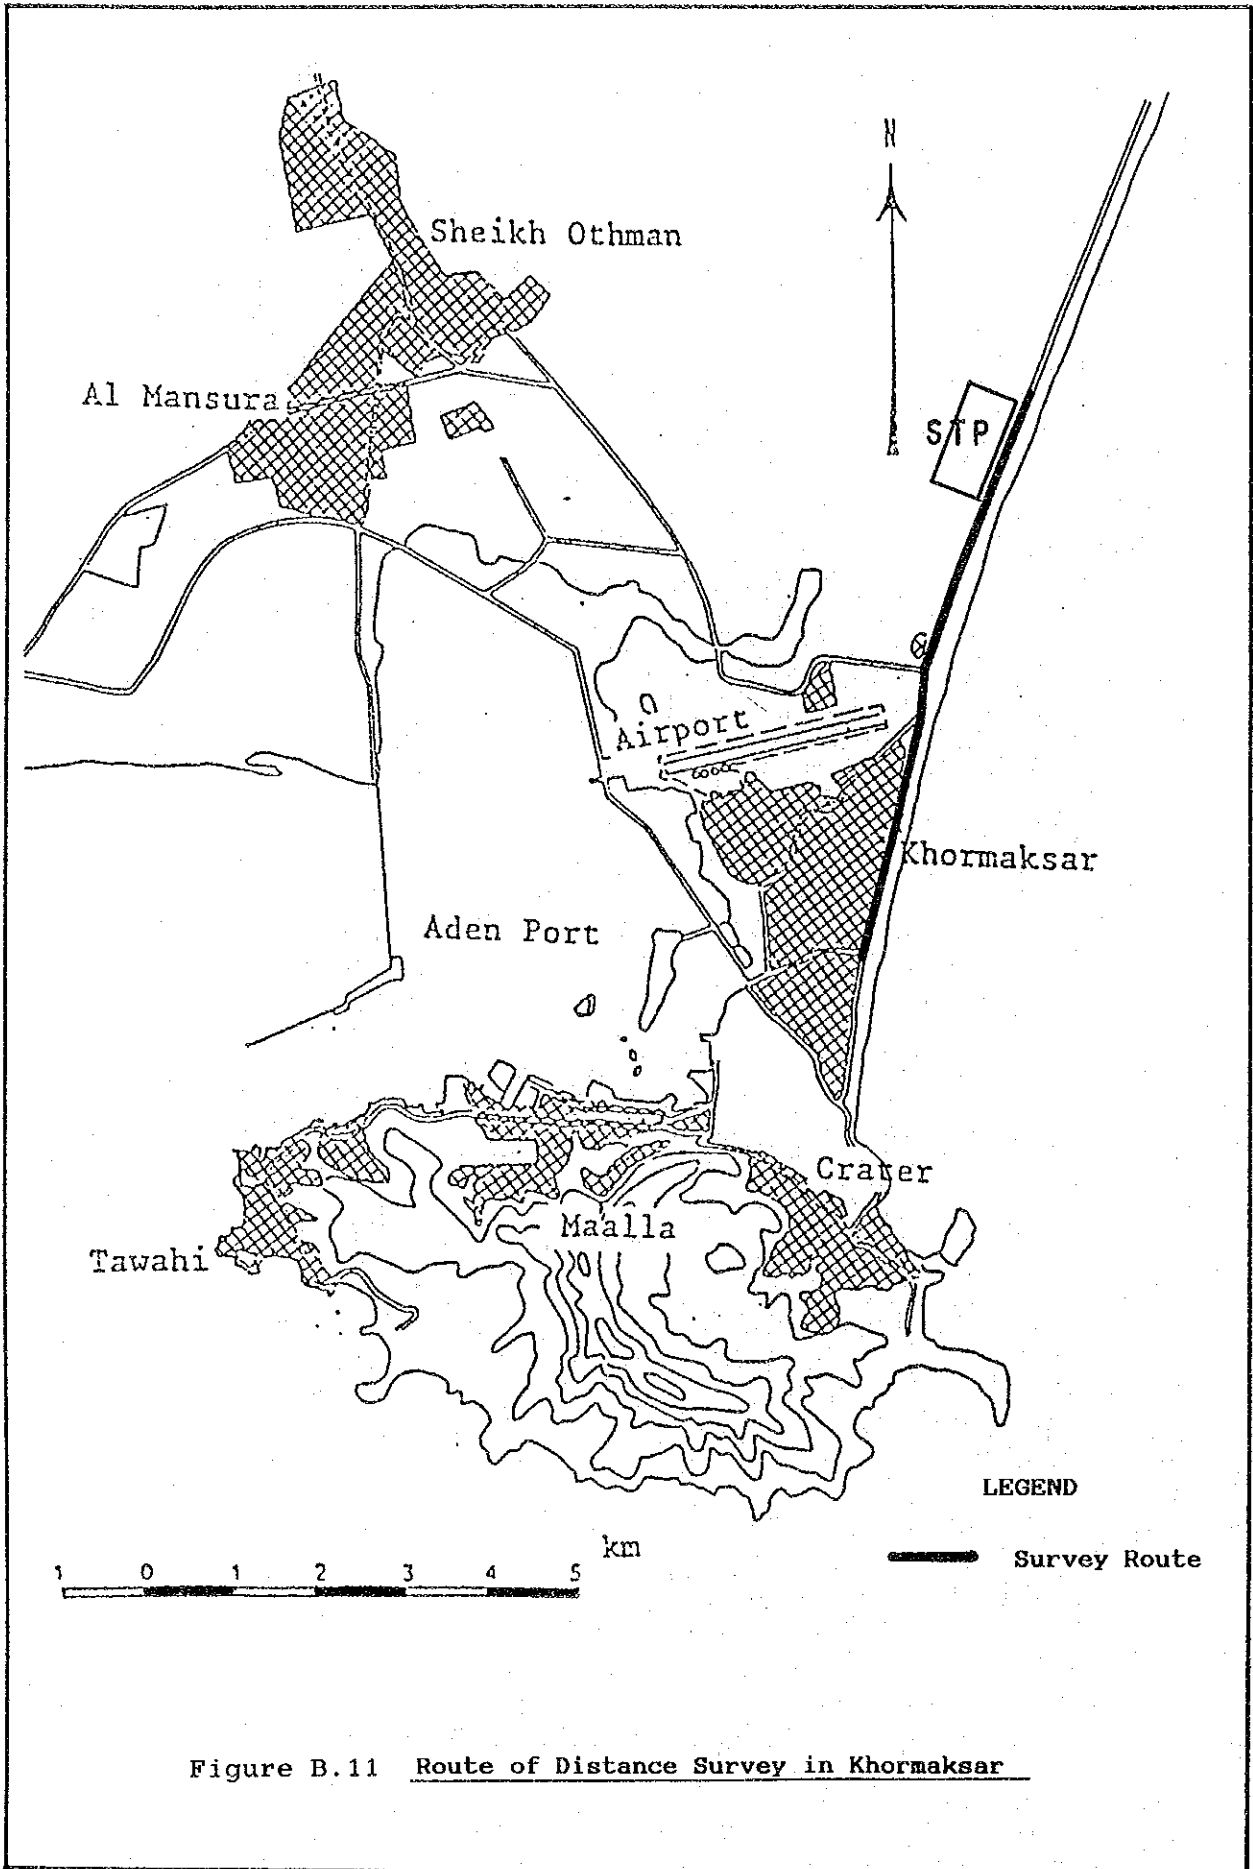 N
Sheikh Othman
Al Mansura
STP
Airport
Khormaksar
Aden Port
Crater
Maalla
Tawahi
LEGEND
km
Survey Route
1 0 1 2 3 4 5
Figure B.11 Route of Distance Survey in Khormaksar